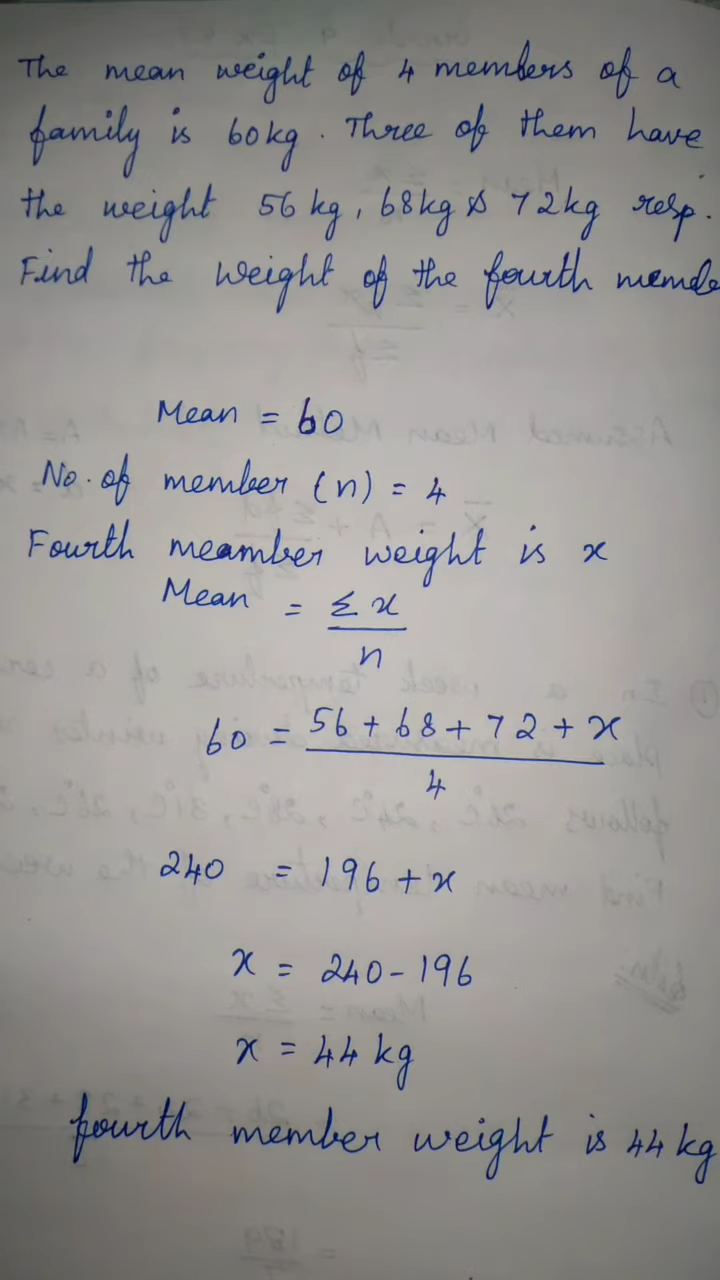 The mean weight of 4 members of a
family is 60kg. Three of them have
the weight 56 kg, 68kg & 72kg resp.
Find the weight of the fourth membe
Mean = 60
No. of member (n) = 4
Fourth meamber weight is x
Mean = Σx/n
60 = 56+68+72+x/4
240 = 196+x
x = 240-196
x = 44 kg
fourth member weight is 44 kg